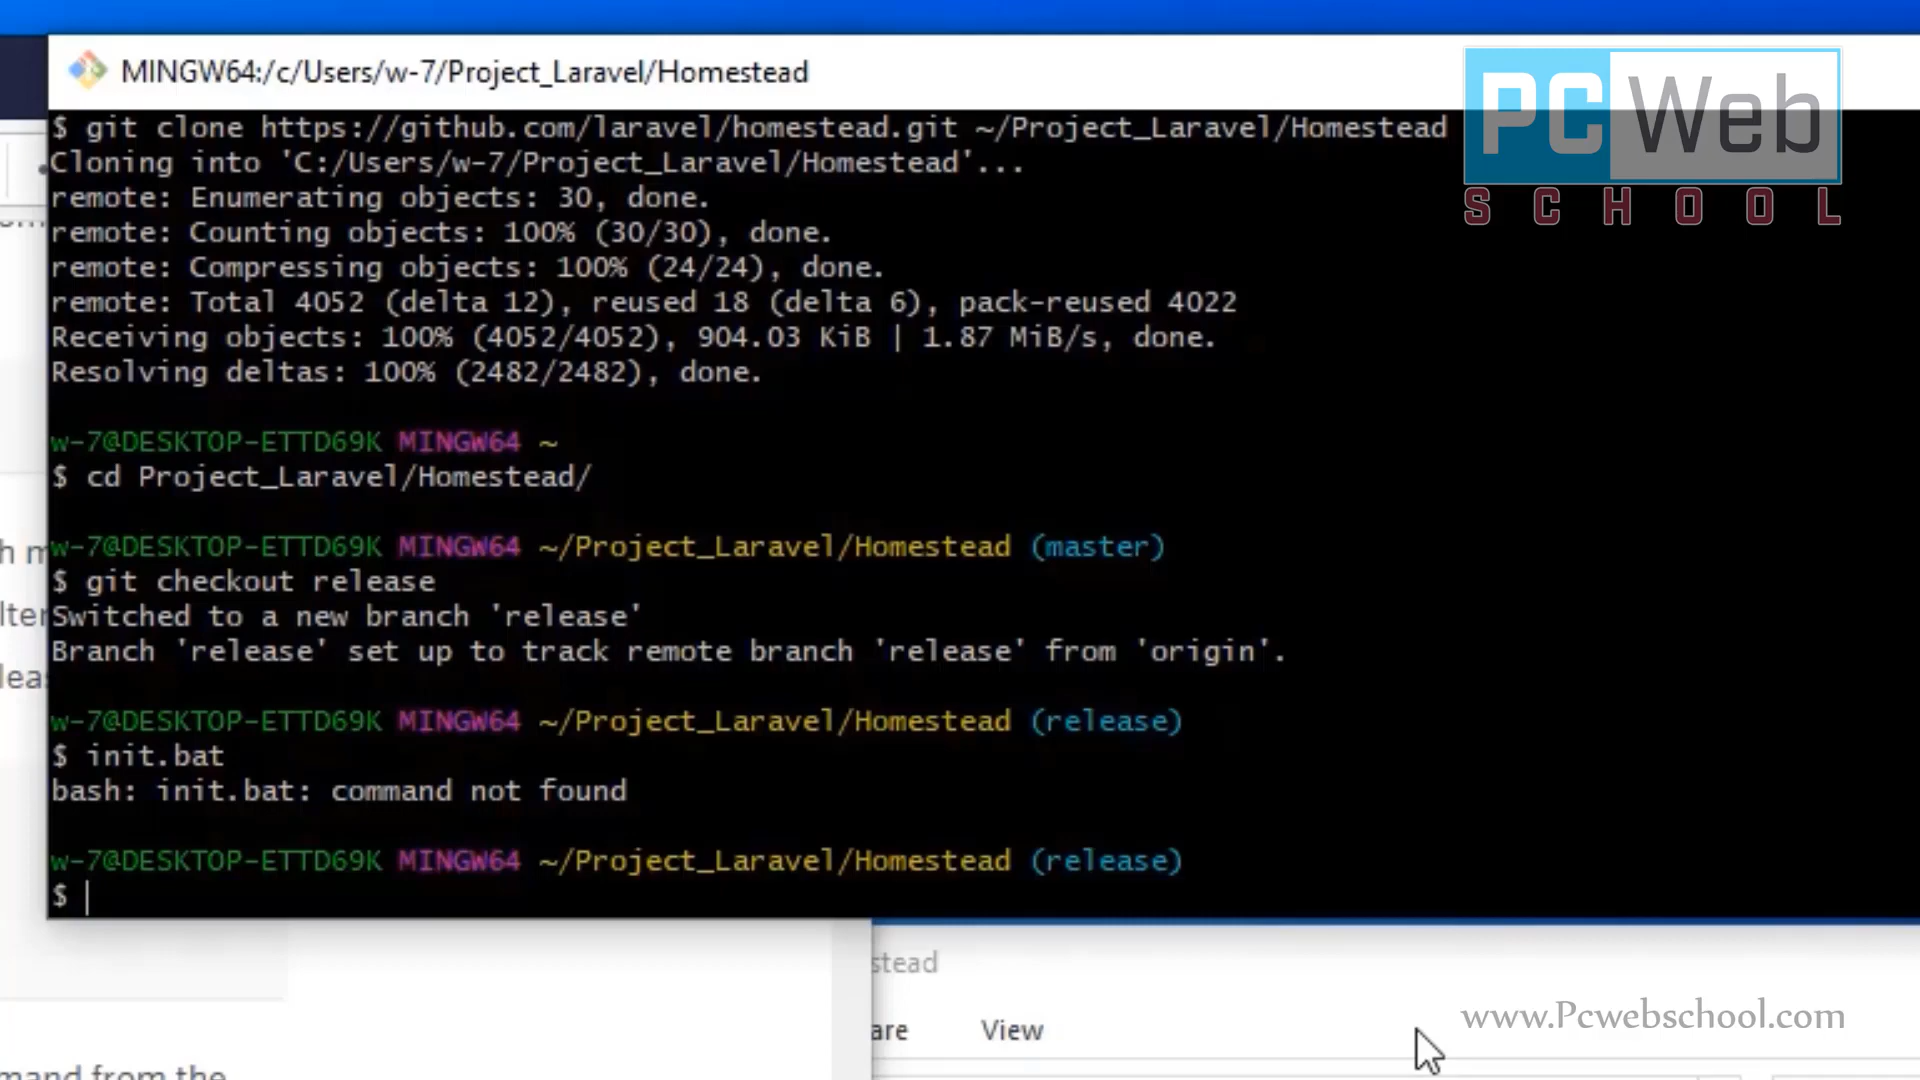 MINGW64:/c/Users/w-7/Project_Laravel/Homestead
PC Web
SCHOOL
$ git clone https://github.com/laravel/homestead.git ~/Project_Laravel/Homestead
Cloning into 'C:/Users/w-7/Project_Laravel/Homestead'...
remote: Enumerating objects: 30, done.
remote: Counting objects: 100% (30/30), done.
remote: Compressing objects: 100% (24/24), done.
remote: Total 4052 (delta 12), reused 18 (delta 6), pack-reused 4022
Receiving objects: 100% (4052/4052), 904.03 KiB | 1.87 MiB/s, done.
Resolving deltas: 100% (2482/2482), done.
w-7@DESKTOP-ETTD69K MINGW64 ~
$ cd Project_Laravel/Homestead/
w-7@DESKTOP-ETTD69K MINGW64 ~/Project_Laravel/Homestead (master)
$ git checkout release
Switched to a new branch 'release'
Branch 'release' set up to track remote branch 'release' from 'origin'.
w-7@DESKTOP-ETTD69K MINGW64 ~/Project_Laravel/Homestead (release)
$ init.bat
bash: init.bat: command not found
w-7@DESKTOP-ETTD69K MINGW64 ~/Project_Laravel/Homestead (release)
$
stead
are View
www.Pcwebschool.com
mand from the